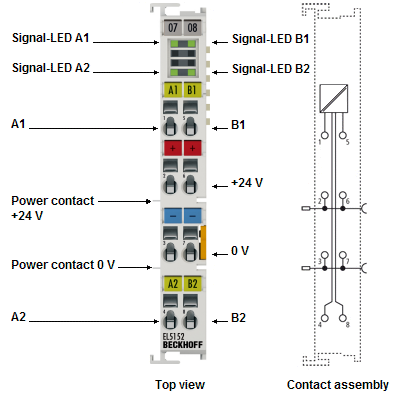 07 08
Signal-LED A1
Signal-LED B1
Signal-LED A2
Signal-LED B2
A1 B1
A1
B1
1 5
+ +
+24 V
2 6
Power contact
+24 V
− −
0 V
3 7
Power contact 0 V
A2 B2
A2
B2
4 8
EL5152
BECKHOFF
Top view
Contact assembly